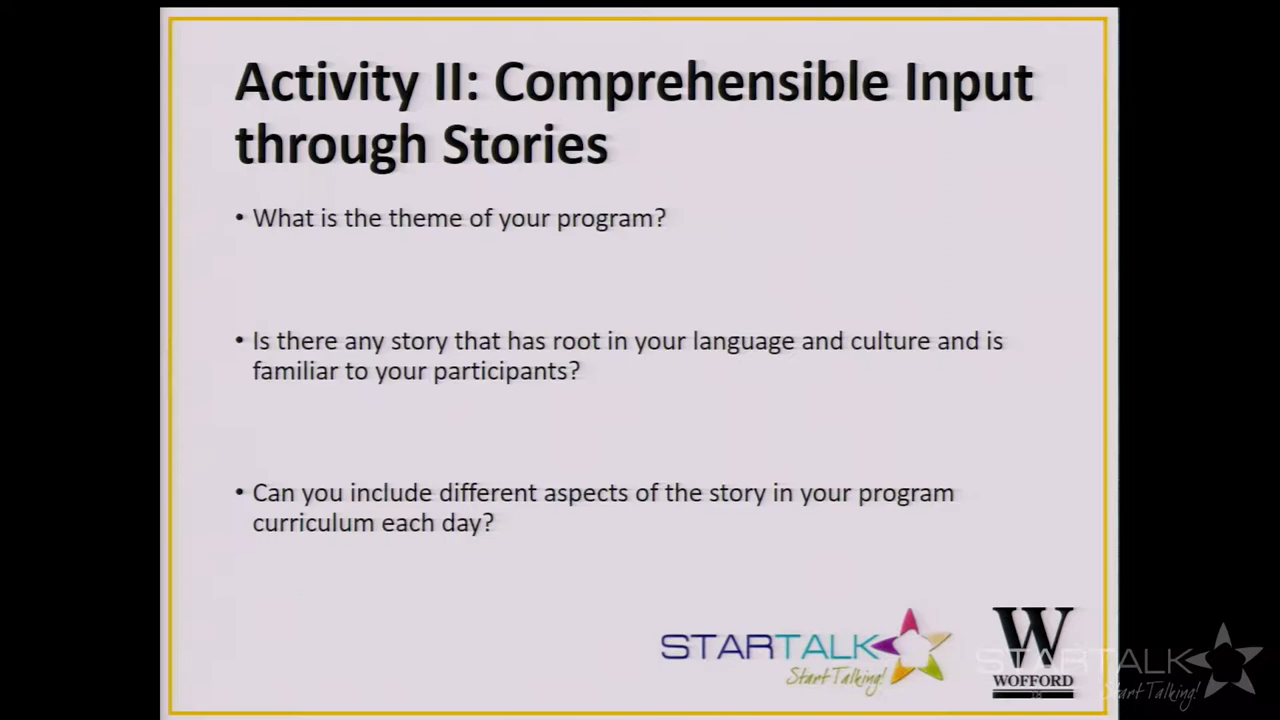 Activity II: Comprehensible Input
through Stories
• What is the theme of your program?
• Is there any story that has root in your language and culture and is
familiar to your participants?
• Can you include different aspects of the story in your program
curriculum each day?
STARTALK
Start Talking!
W
WOFFORD
18
STARTALK
Start Talking!